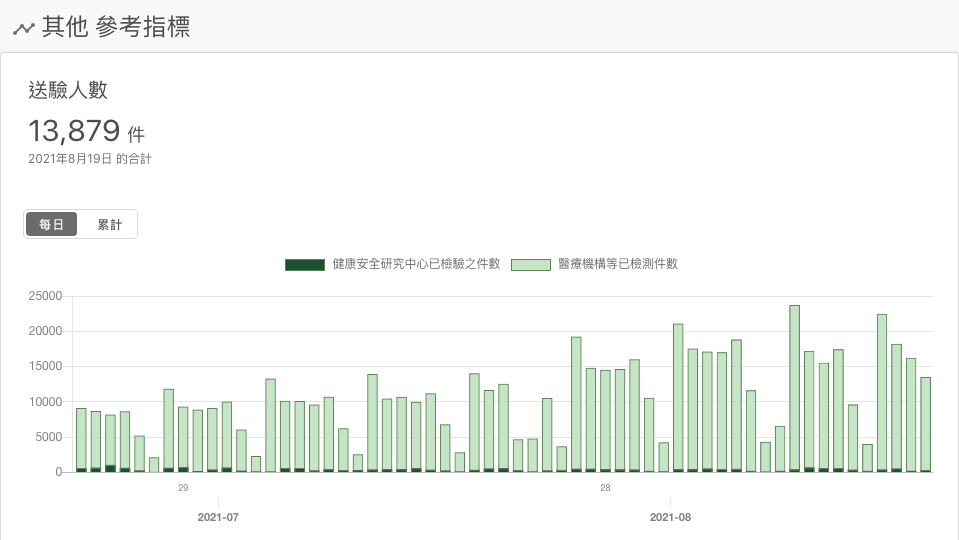 其他 參考指標
送驗人數
13,879 件
2021年8月19日 的合計
每日 累計
健康安全研究中心已檢驗之件數 醫療機構等已檢測件數
25000
20000
15000
10000
5000
0
29 28
2021-07 2021-08